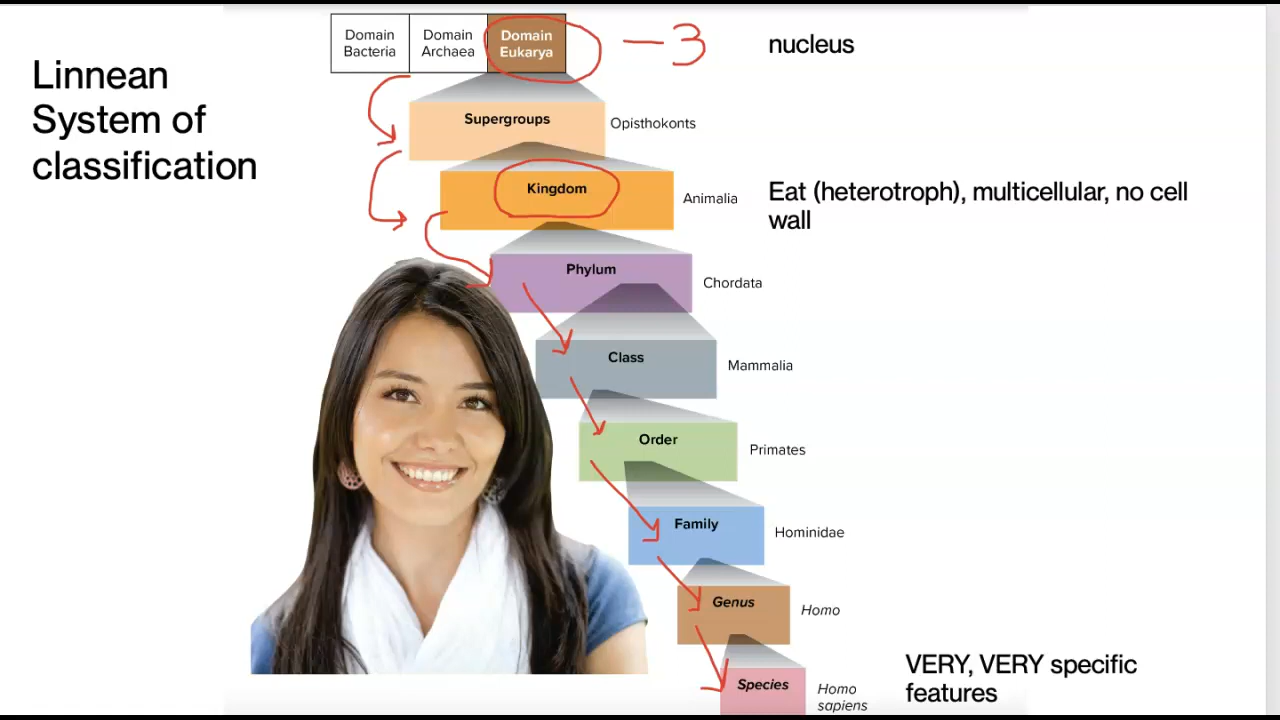 Linnean
System of
classification
Domain
Bacteria
Domain
Archaea
Domain
Eukarya
– 3
nucleus
Supergroups
Opisthokonts
Kingdom
Animalia
Eat (heterotroph), multicellular, no cell
wall
Phylum
Chordata
Class
Mammalia
Order
Primates
Family
Hominidae
Genus
Homo
Species
Homo
sapiens
VERY, VERY specific
features